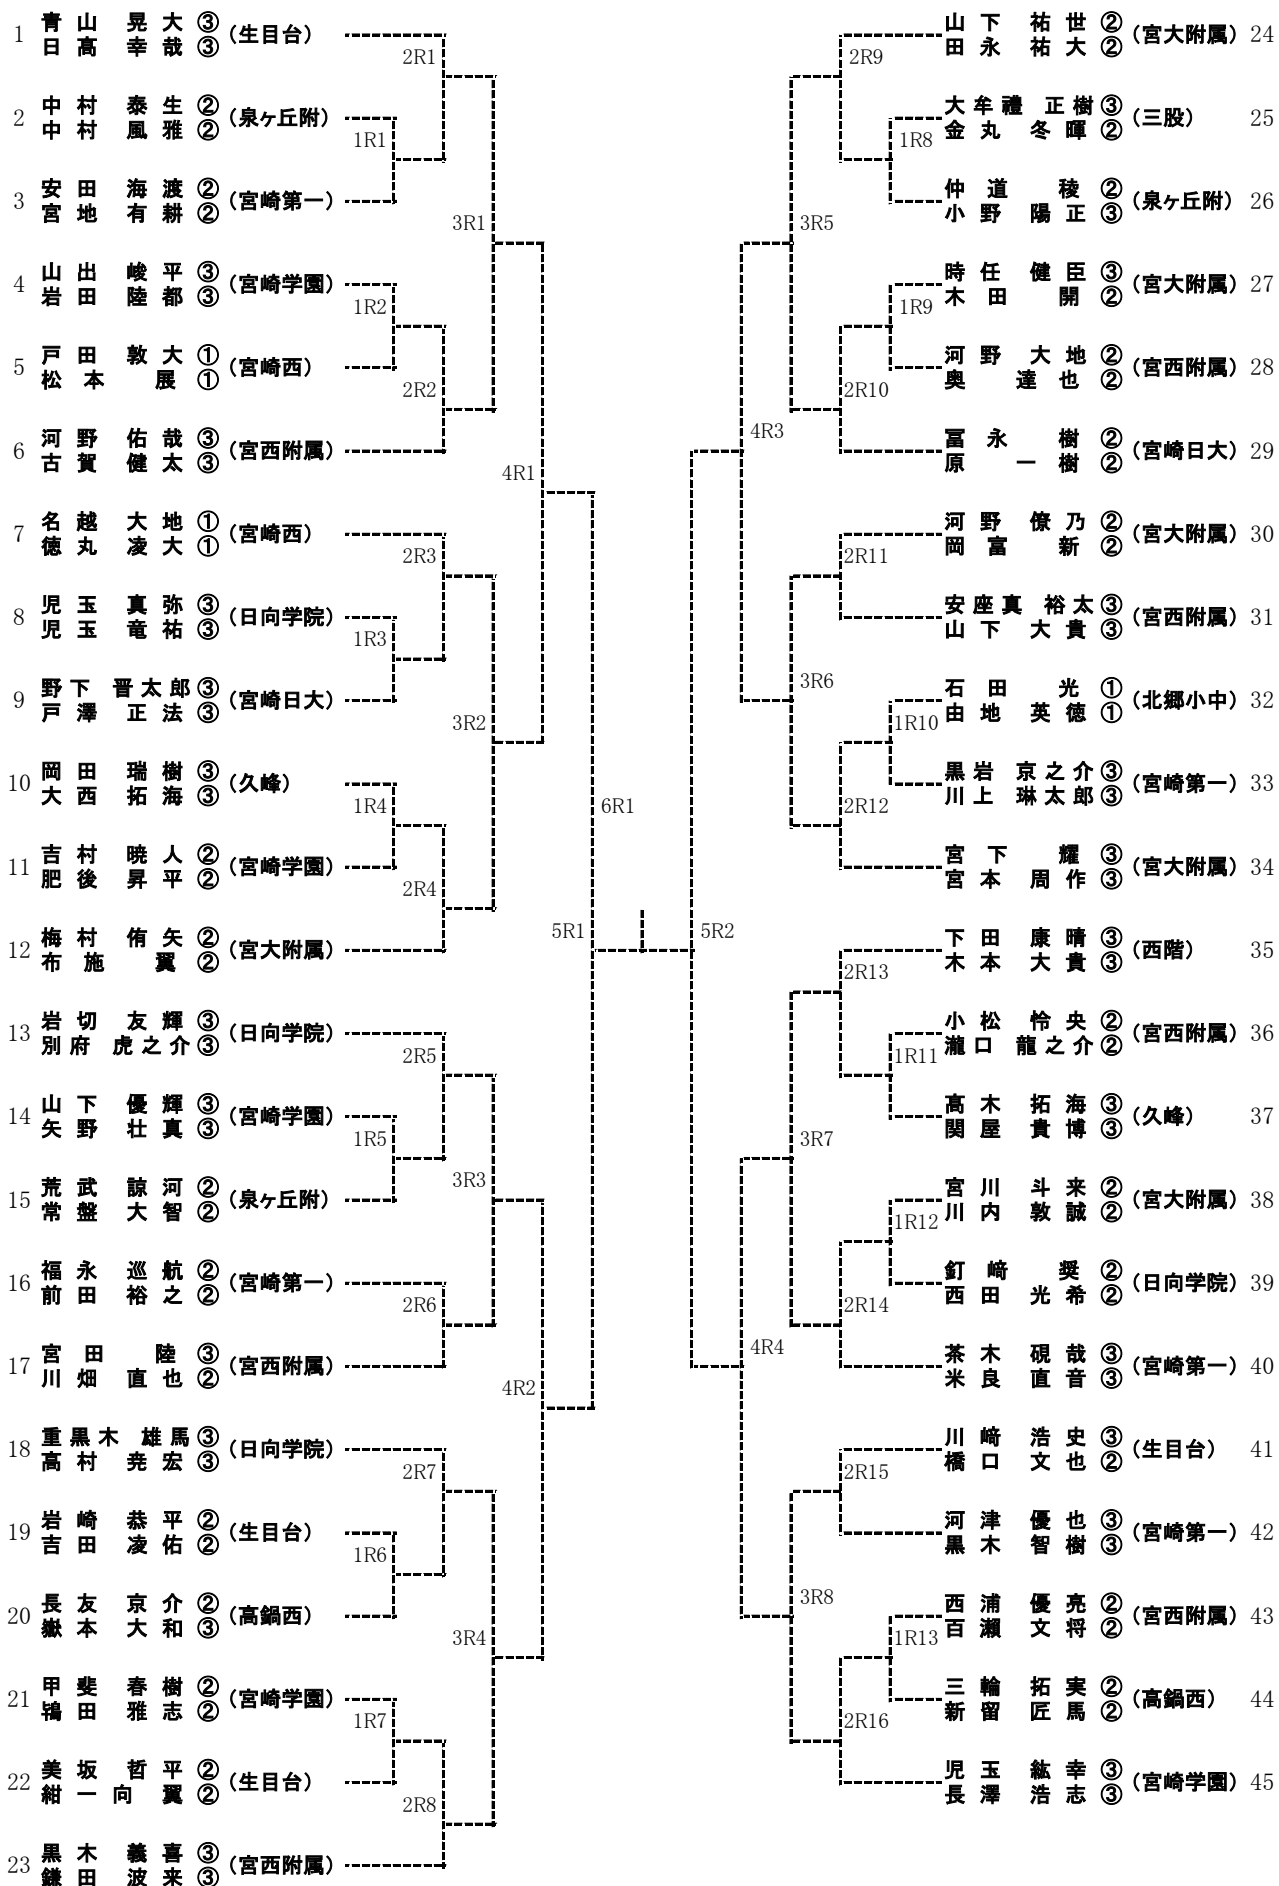 1 青山 晃大 ③ (生目台)
日高 幸哉 ③
2R1
2 中村 泰生 ② (泉ヶ丘附)
中村 風雅 ②
1R1
3 安田 海渡 ② (宮崎第一)
宮地 有耕 ②
3R1
4 山出 峻平 ③ (宮崎学園)
岩田 陸都 ③
1R2
5 戸田 敦大 ① (宮崎西)
松本 展 ①
2R2
6 河野 佑哉 ③ (宮西附属)
古賀 健太 ③
4R1
7 名越 大地 ① (宮崎西)
徳丸 凌大 ①
2R3
8 児玉 真弥 ③ (日向学院)
児玉 竜祐 ③
1R3
9 野下 晋太郎 ③ (宮崎日大)
戸澤 正法 ③
3R2
10 岡田 瑞樹 ③ (久峰)
大西 拓海 ③
1R4
6R1
11 吉村 暁人 ② (宮崎学園)
肥後 昇平 ②
2R4
12 梅村 侑矢 ② (宮大附属)
布施 翼 ②
5R1
13 岩切 友輝 ③ (日向学院)
別府 虎之介 ③
2R5
14 山下 優輝 ③ (宮崎学園)
矢野 壮真 ③
1R5
15 荒武 諒河 ② (泉ヶ丘附)
常盤 大智 ②
3R3
16 福永 巡航 ② (宮崎第一)
前田 裕之 ②
2R6
17 宮田 陸 ③ (宮西附属)
川畑 直也 ②
4R2
18 重黒木 雄馬 ③ (日向学院)
高村 尭宏 ③
2R7
19 岩崎 恭平 ② (生目台)
吉田 凌佑 ②
1R6
20 長友 京介 ② (高鍋西)
嶽本 大和 ③
3R4
21 甲斐 春樹 ② (宮崎学園)
鴇田 雅志 ②
1R7
22 美坂 哲平 ② (生目台)
紺一向 翼 ②
2R8
23 黒木 義喜 ③ (宮西附属)
鎌田 波来 ③
山下 祐世 ② (宮大附属) 24
田永 祐大 ②
2R9
大牟禮 正樹 ③ (三股) 25
金丸 冬暉 ②
1R8
仲道 稜 ② (泉ヶ丘附) 26
小野 陽正 ③
3R5
時任 健臣 ③ (宮大附属) 27
木田 開 ②
1R9
河野 大地 ② (宮西附属) 28
奥 達也 ②
2R10
冨永 樹 ② (宮崎日大) 29
原 一樹 ②
4R3
河野 僚乃 ② (宮大附属) 30
岡富 新 ②
2R11
安座真 裕太 ③ (宮西附属) 31
山下 大貴 ③
3R6
石田 光 ① (北郷小中) 32
由地 英徳 ①
1R10
黒岩 京之介 ③ (宮崎第一) 33
川上 琳太郎 ③
2R12
宮下 耀 ③ (宮大附属) 34
宮本 周作 ③
5R2
下田 康晴 ③ (西階) 35
木本 大貴 ③
2R13
小松 怜央 ② (宮西附属) 36
瀧口 龍之介 ②
1R11
髙木 拓海 ③ (久峰) 37
関屋 貴博 ③
3R7
宮川 斗来 ② (宮大附属) 38
川内 敦誠 ②
1R12
釘﨑 奨 ② (日向学院) 39
西田 光希 ②
2R14
茶木 硯哉 ③ (宮崎第一) 40
米良 直音 ③
4R4
川﨑 浩史 ③ (生目台) 41
橋口 文也 ②
2R15
河津 優也 ③ (宮崎第一) 42
黒木 智樹 ③
3R8
西浦 優亮 ② (宮西附属) 43
百瀬 文将 ②
1R13
三輪 拓実 ② (高鍋西) 44
新留 匠馬 ②
2R16
児玉 紘幸 ③ (宮崎学園) 45
長澤 浩志 ③